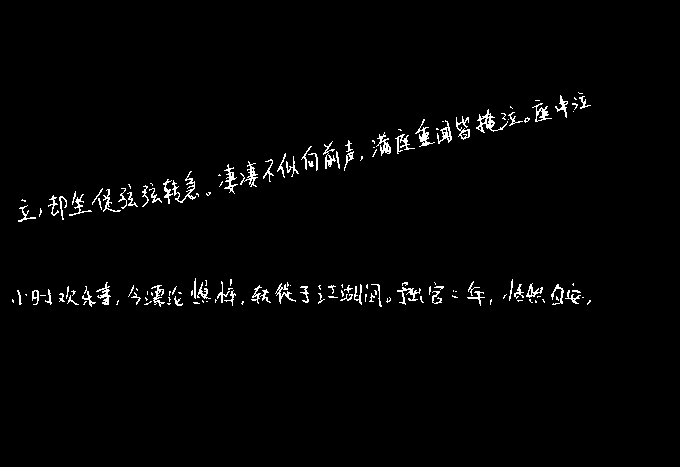 立,却坐促弦弦转急。凄凄不似向前声,满座重闻皆掩泣。座中泣
小时欢乐事,今漂沦憔悴,转徙于江湖间。予出官二年,恬然自安,